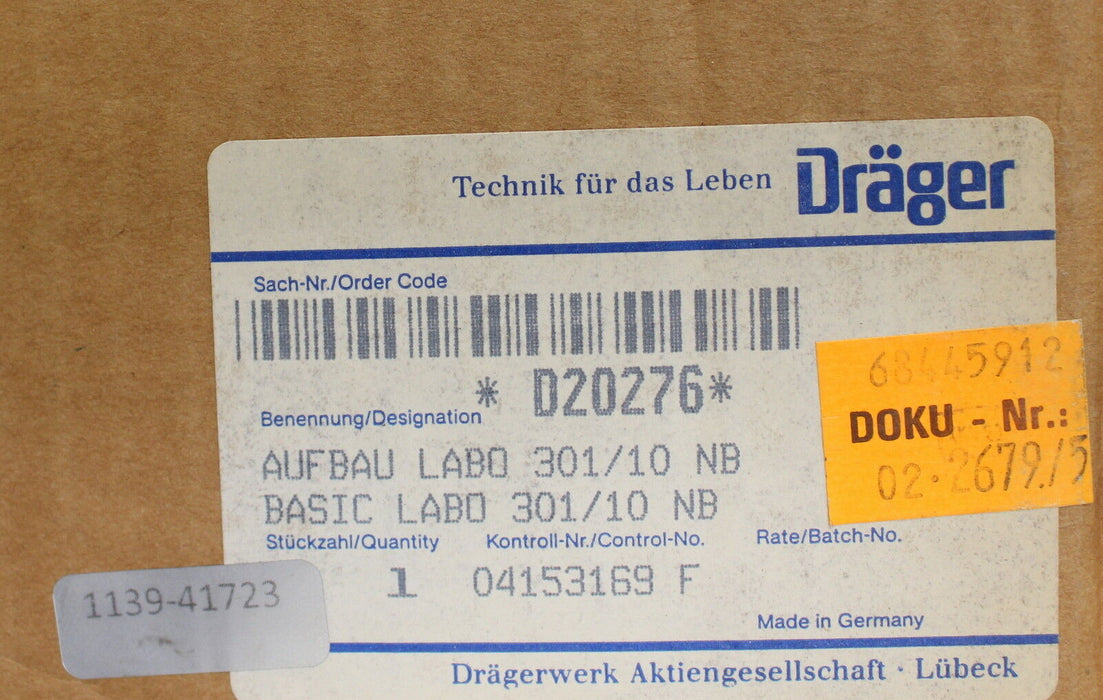 Technik für das Leben Dräger
Sach-Nr./Order Code
* D20276*
Benennung/Designation
AUFBAU LABO 301/10 NB
BASIC LABO 301/10 NB
Stückzahl/Quantity Kontroll-Nr./Control-No. Rate/Batch-No.
1 04153169 F
Made in Germany
Drägerwerk Aktiengesellschaft · Lübeck
68445912
DOKU - Nr.:
02.2679/5
1139-41723